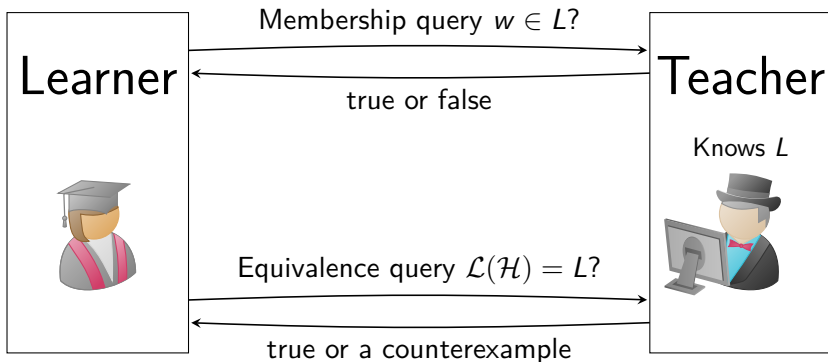 Membership query w ∈ L?
Learner
Teacher
true or false
Knows L
Equivalence query ℒ(ℋ) = L?
true or a counterexample